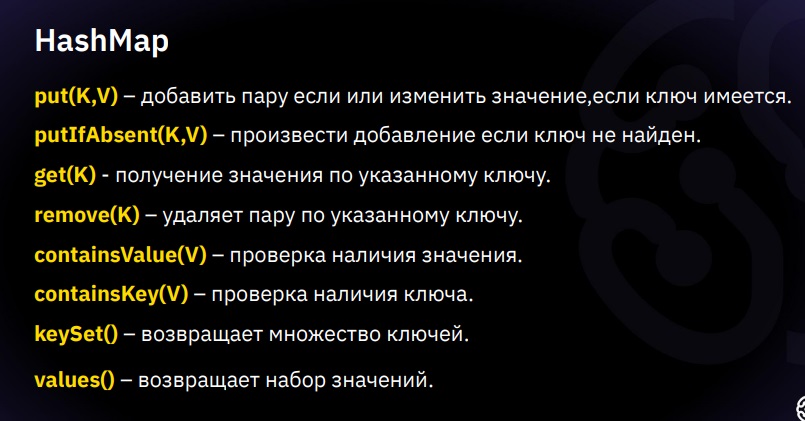 HashMap
put(K,V) – добавить пару если или изменить значение,если ключ имеется.
putIfAbsent(K,V) – произвести добавление если ключ не найден.
get(K) - получение значения по указанному ключу.
remove(K) – удаляет пару по указанному ключу.
containsValue(V) – проверка наличия значения.
containsKey(V) – проверка наличия ключа.
keySet() – возвращает множество ключей.
values() – возвращает набор значений.